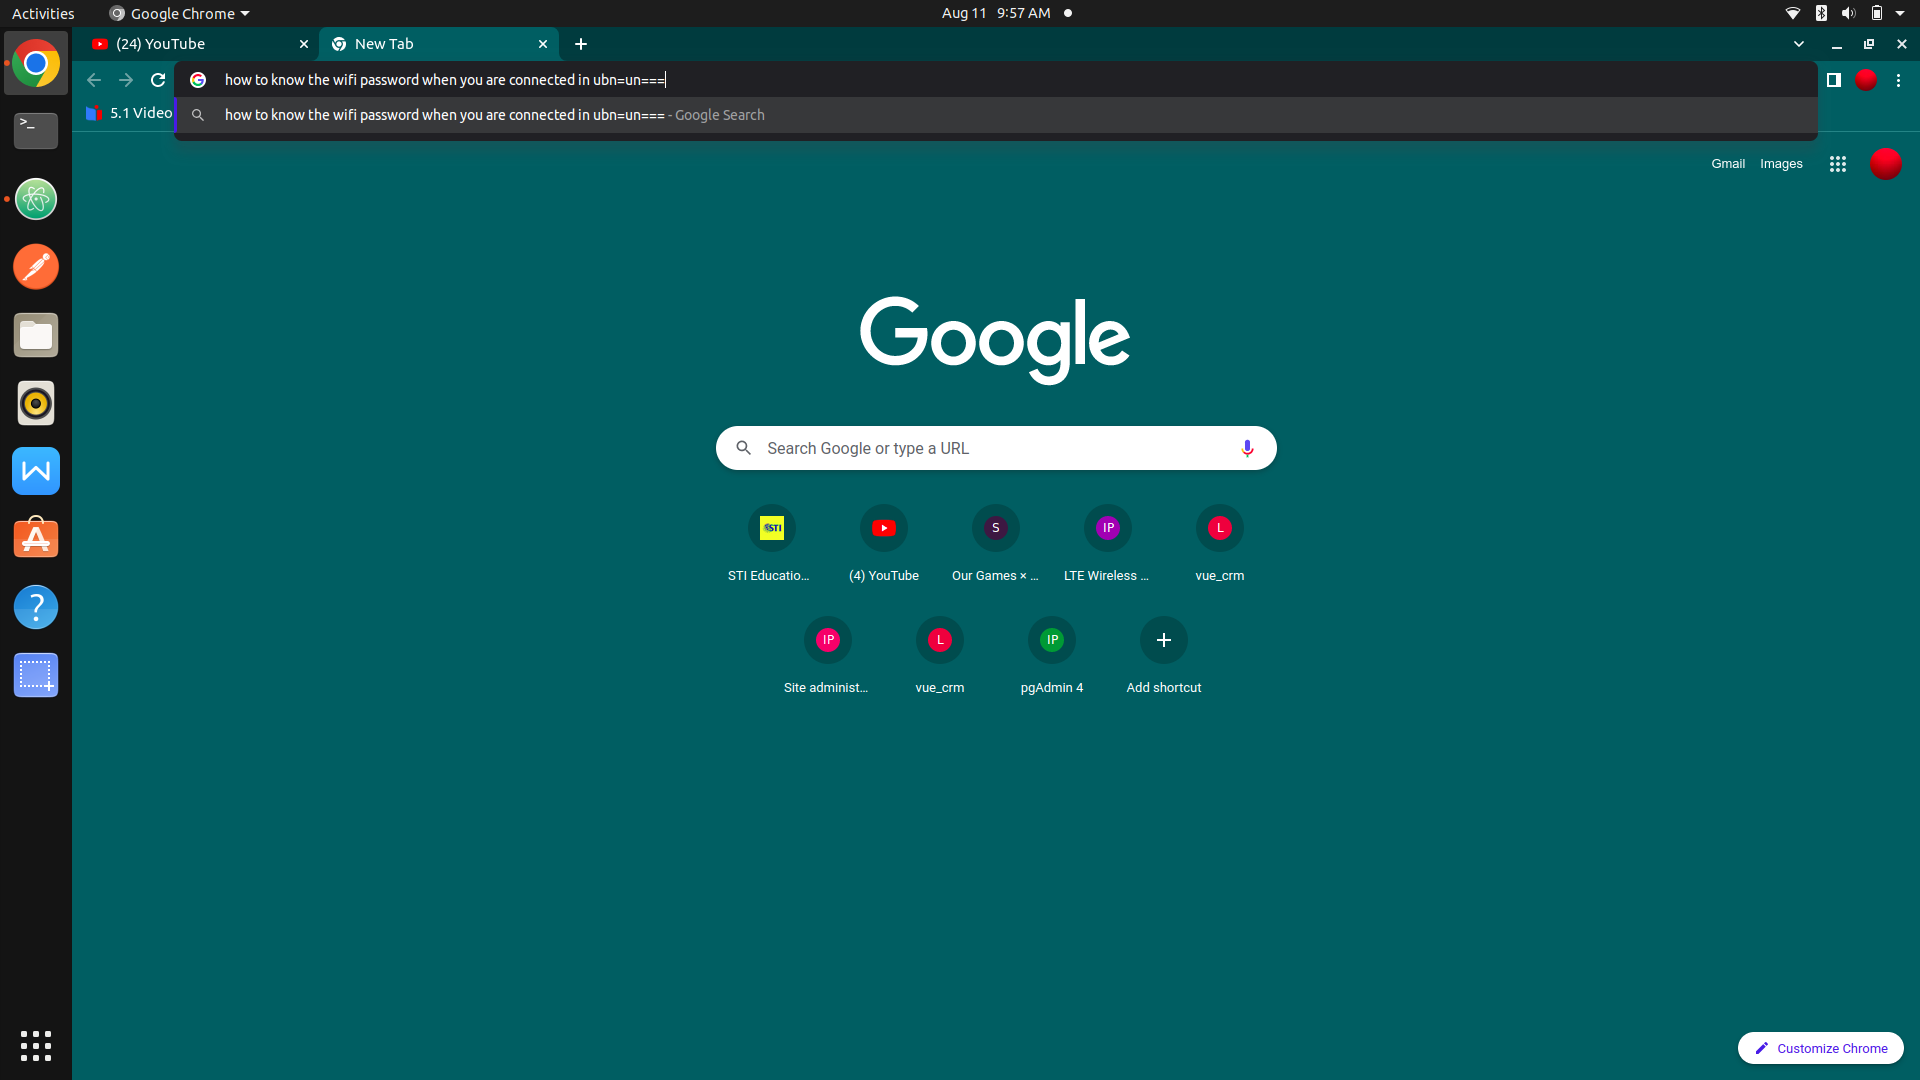 Activities
Google Chrome
Aug 11 9:57 AM
(24) YouTube
New Tab
how to know the wifi password when you are connected in ubn=un===
5.1 Video
how to know the wifi password when you are connected in ubn=un=== - Google Search
Gmail
Images
Google
Search Google or type a URL
STI
S
IP
L
STI Educatio...
(4) YouTube
Our Games × ...
LTE Wireless ...
vue_crm
IP
L
IP
Site administ...
vue_crm
pgAdmin 4
Add shortcut
Customize Chrome